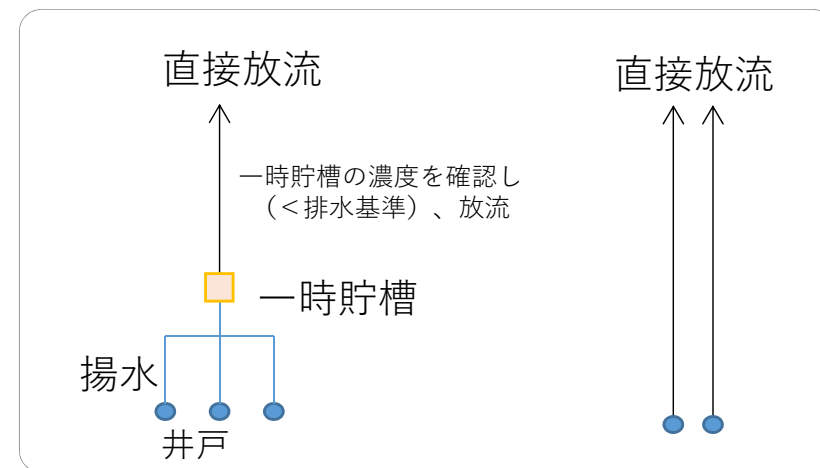 直接放流
直接放流
一時貯槽の濃度を確認し
（＜排水基準）、放流
一時貯槽
揚水
井戸